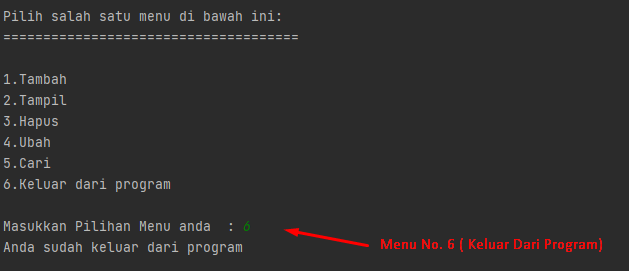 Pilih salah satu menu di bawah ini:
=====================================
1.Tambah
2.Tampil
3.Hapus
4.Ubah
5.Cari
6.Keluar dari program
Masukkan Pilihan Menu anda  : 6
Menu No. 6 ( Keluar Dari Program)
Anda sudah keluar dari program